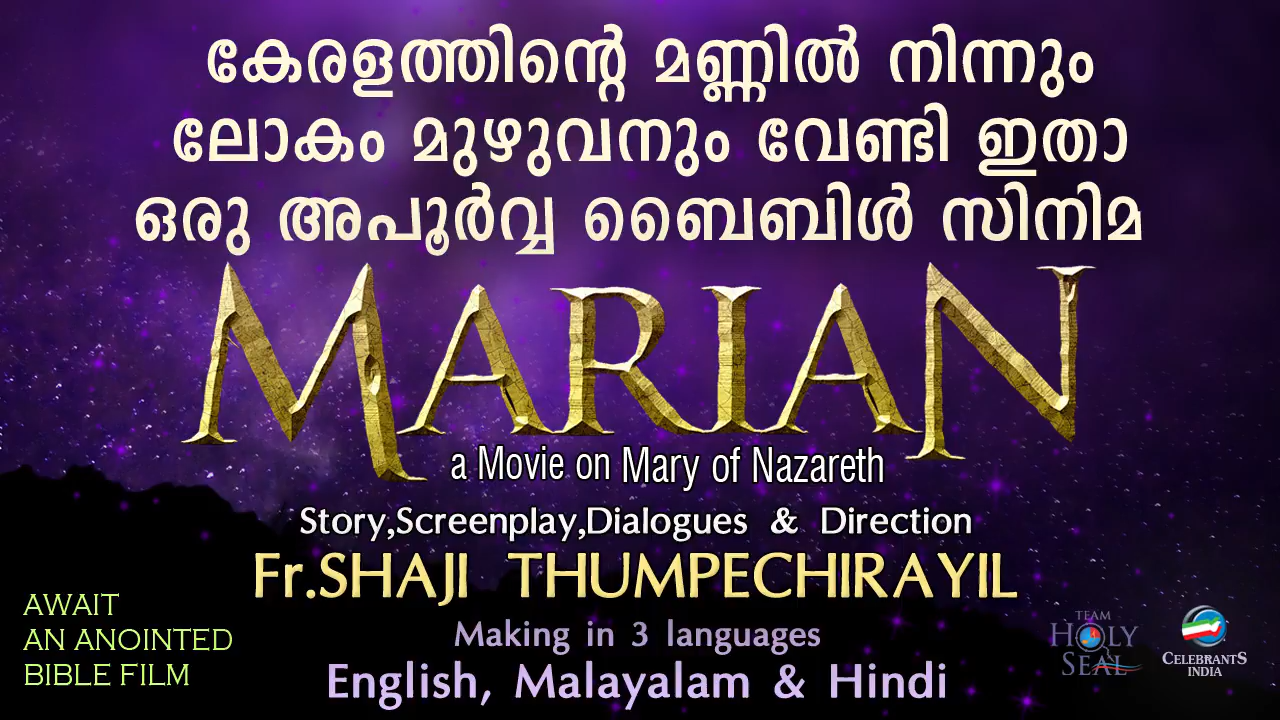 കേരളത്തിന്റെ മണ്ണിൽ നിന്നും
ലോകം മുഴുവനും വേണ്ടി ഇതാ
ഒരു അപൂർവ്വ ബൈബിൾ സിനിമ
MARIAN
a Movie on Mary of Nazareth
Story,Screenplay,Dialogues & Direction
Fr.SHAJI THUMPECHIRAYIL
Making in 3 languages
English, Malayalam & Hindi
AWAIT
AN ANOINTED
BIBLE FILM
TEAM
HOLY
SEAL
CELEBRANTS
INDIA